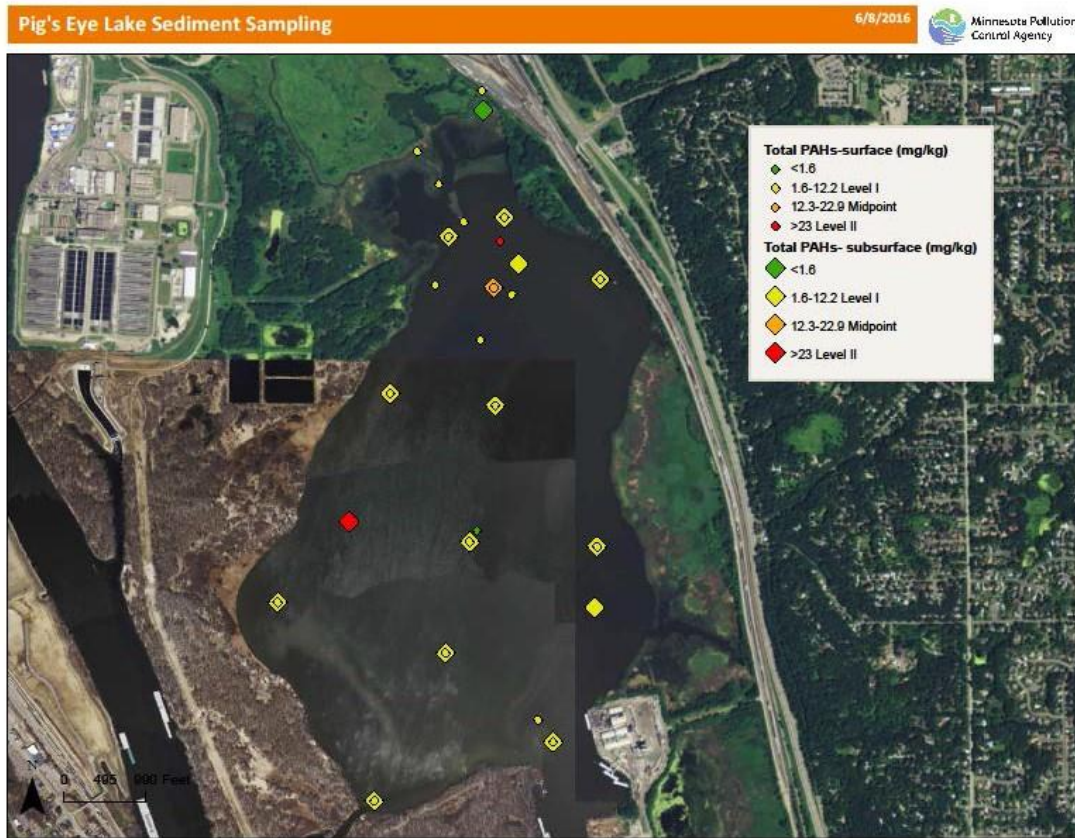 Pig's Eye Lake Sediment Sampling
6/8/2016
Minnesota Pollution
Control Agency
Total PAHs-surface (mg/kg)
<1.6
1.6-12.2 Level I
12.3-22.9 Midpoint
>23 Level II
Total PAHs- subsurface (mg/kg)
<1.6
1.6-12.2 Level I
12.3-22.9 Midpoint
>23 Level II
N
0 495 990 Feet